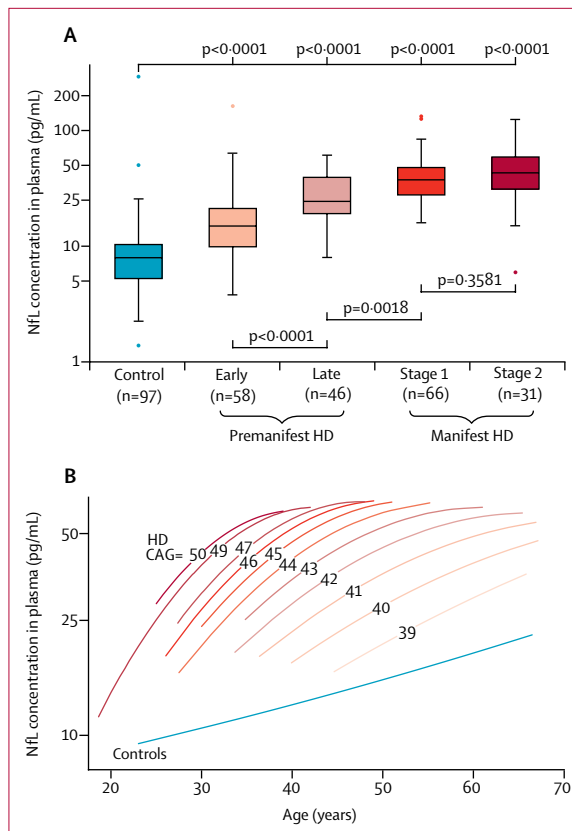 A
p<0·0001 p<0·0001 p<0·0001 p<0·0001
NfL concentration in plasma (pg/mL)
200
100
50
25
10
5
1
p=0·3581
p=0·0018
p<0·0001
Control Early Late Stage 1 Stage 2
(n=97) (n=58) (n=46) (n=66) (n=31)
Premanifest HD Manifest HD
B
NfL concentration in plasma (pg/mL)
50
25
10
HD
CAG= 50 49 47 46 45 44 43 42 41 40 39
Controls
20 30 40 50 60 70
Age (years)